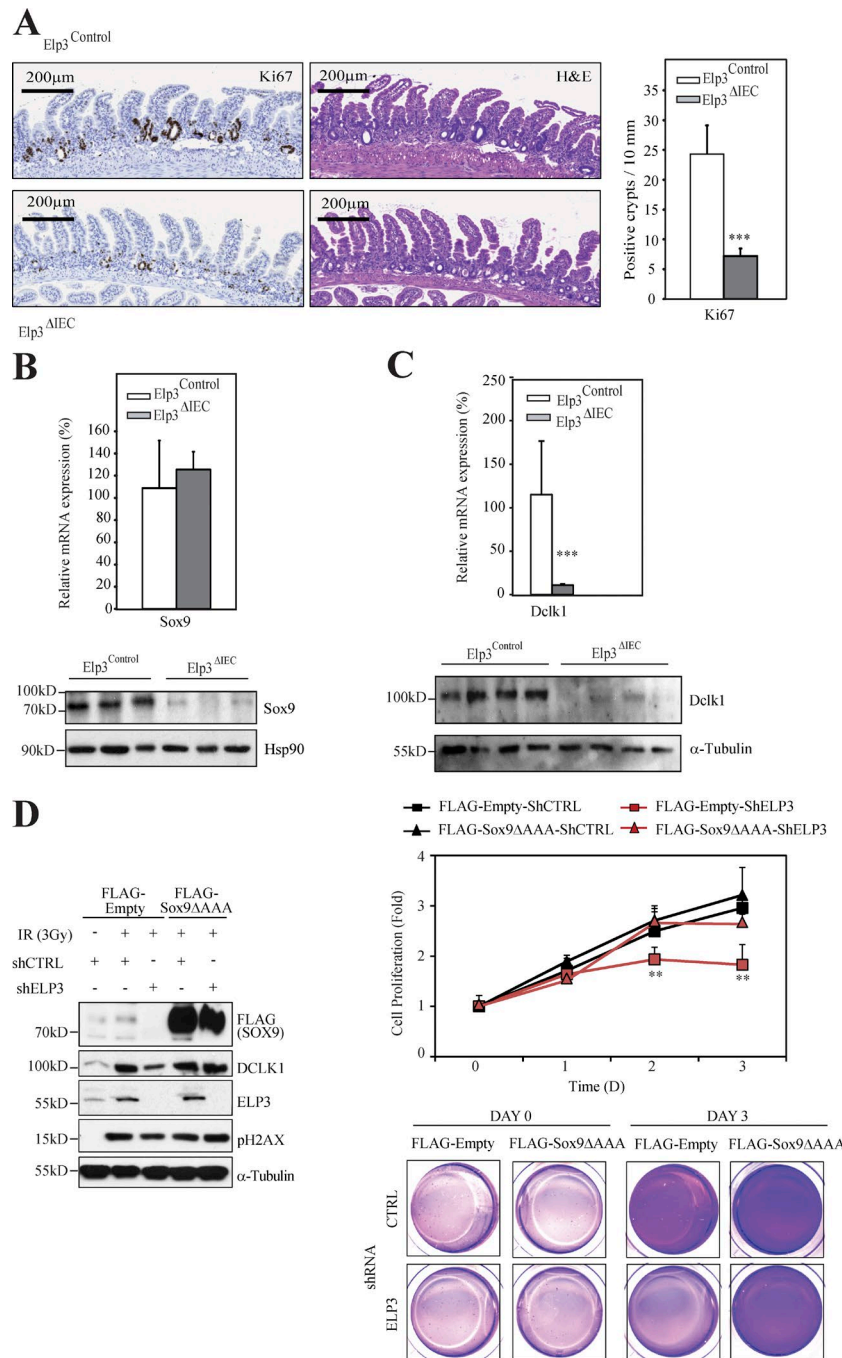 A
Elp3Control
200μm
Ki67
200μm
H&E
200μm
200μm
Elp3ΔIEC
Elp3Control
Elp3ΔIEC
Positive crypts / 10 mm
40
35
30
25
20
15
10
5
0
***
Ki67
B
Elp3Control
Elp3ΔIEC
Relative mRNA expression (%)
160
140
120
100
80
60
40
20
0
Sox9
Elp3Control Elp3ΔIEC
100kD
70kD
Sox9
90kD
Hsp90
C
Elp3Control
Elp3ΔIEC
Relative mRNA expression (%)
250
200
150
100
50
0
***
Dclk1
Elp3Control Elp3ΔIEC
100kD
Dclk1
55kD
α-Tubulin
D
FLAG-Empty
FLAG-Sox9ΔAAA
IR (3Gy) - + + + +
shCTRL + + - + -
shELP3 - - + - +
70kD
FLAG
(SOX9)
100kD
DCLK1
55kD
ELP3
15kD
pH2AX
55kD
α-Tubulin
FLAG-Empty-ShCTRL FLAG-Empty-ShELP3
FLAG-Sox9ΔAAA-ShCTRL FLAG-Sox9ΔAAA-ShELP3
Cell Proliferation (Fold)
4
3
2
1
0
** **
0 1 2 3
Time (D)
DAY 0 DAY 3
FLAG-Empty FLAG-Sox9ΔAAA FLAG-Empty FLAG-Sox9ΔAAA
shRNA
CTRL
ELP3